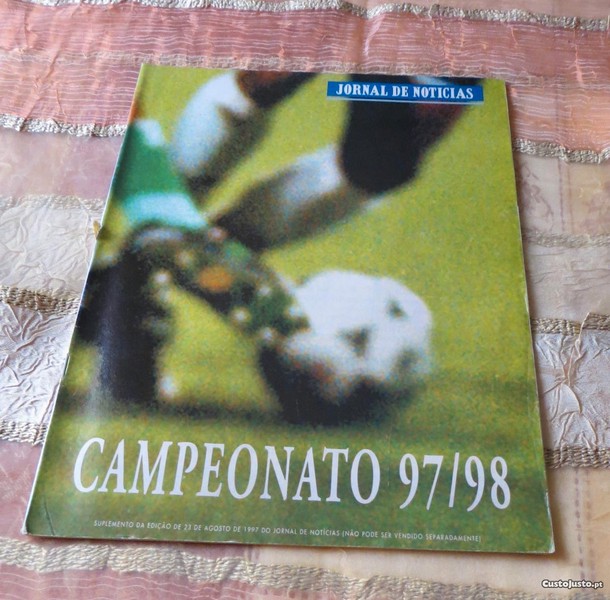 JORNAL DE NOTÍCIAS
CAMPEONATO 97/98
SUPLEMENTO DA EDIÇÃO DE 23 DE AGOSTO DE 1997 DO JORNAL DE NOTÍCIAS (NÃO PODE SER VENDIDO SEPARADAMENTE)
CustoJusto.pt